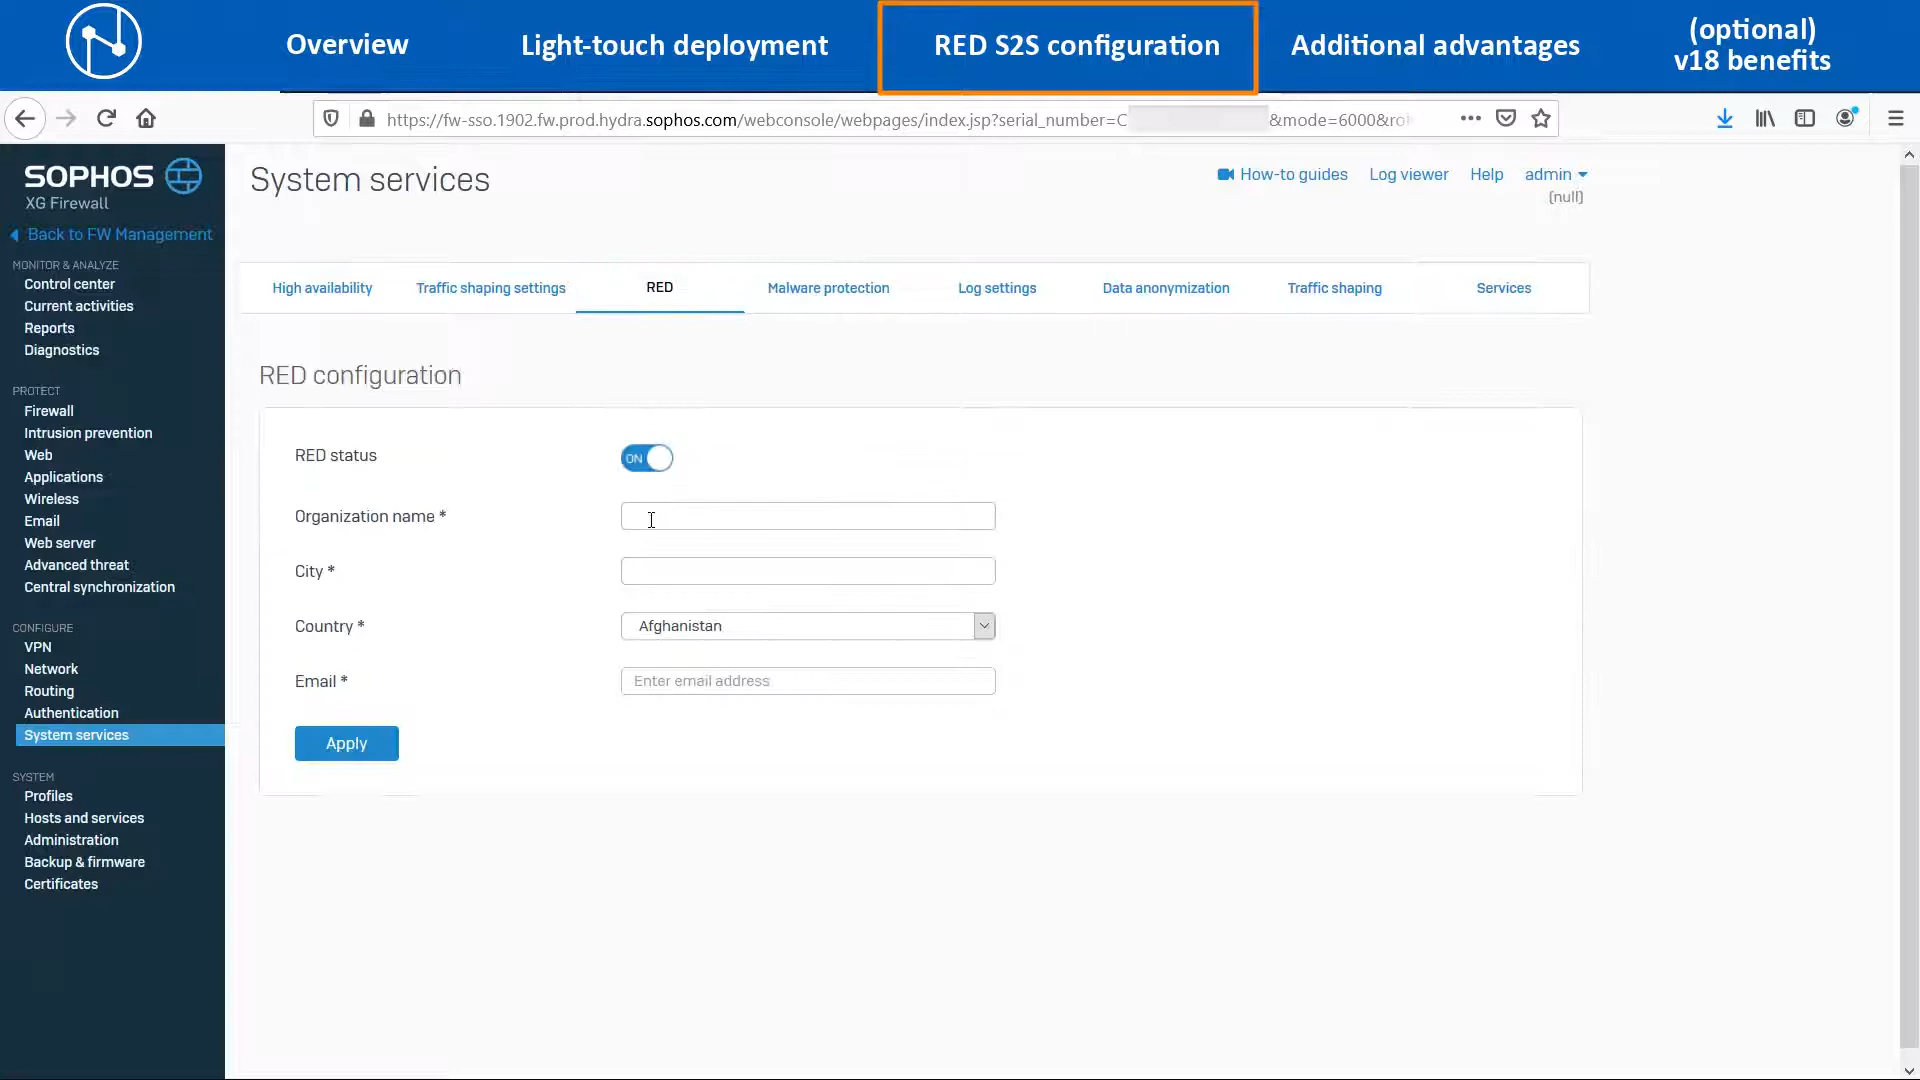 Overview
Light-touch deployment
RED S2S configuration
Additional advantages
(optional)
v18 benefits
https://fw-sso.1902.fw.prod.hydra.sophos.com/webconsole/webpages/index.jsp?serial_number=C &mode=6000&ro
SOPHOS
XG Firewall
Back to FW Management
MONITOR & ANALYZE
Control center
Current activities
Reports
Diagnostics
PROTECT
Firewall
Intrusion prevention
Web
Applications
Wireless
Email
Web server
Advanced threat
Central synchronization
CONFIGURE
VPN
Network
Routing
Authentication
System services
SYSTEM
Profiles
Hosts and services
Administration
Backup & firmware
Certificates
System services
How-to guides
Log viewer
Help
admin
(null)
High availability
Traffic shaping settings
RED
Malware protection
Log settings
Data anonymization
Traffic shaping
Services
RED configuration
RED status
ON
Organization name *
City *
Country *
Afghanistan
Email *
Enter email address
Apply